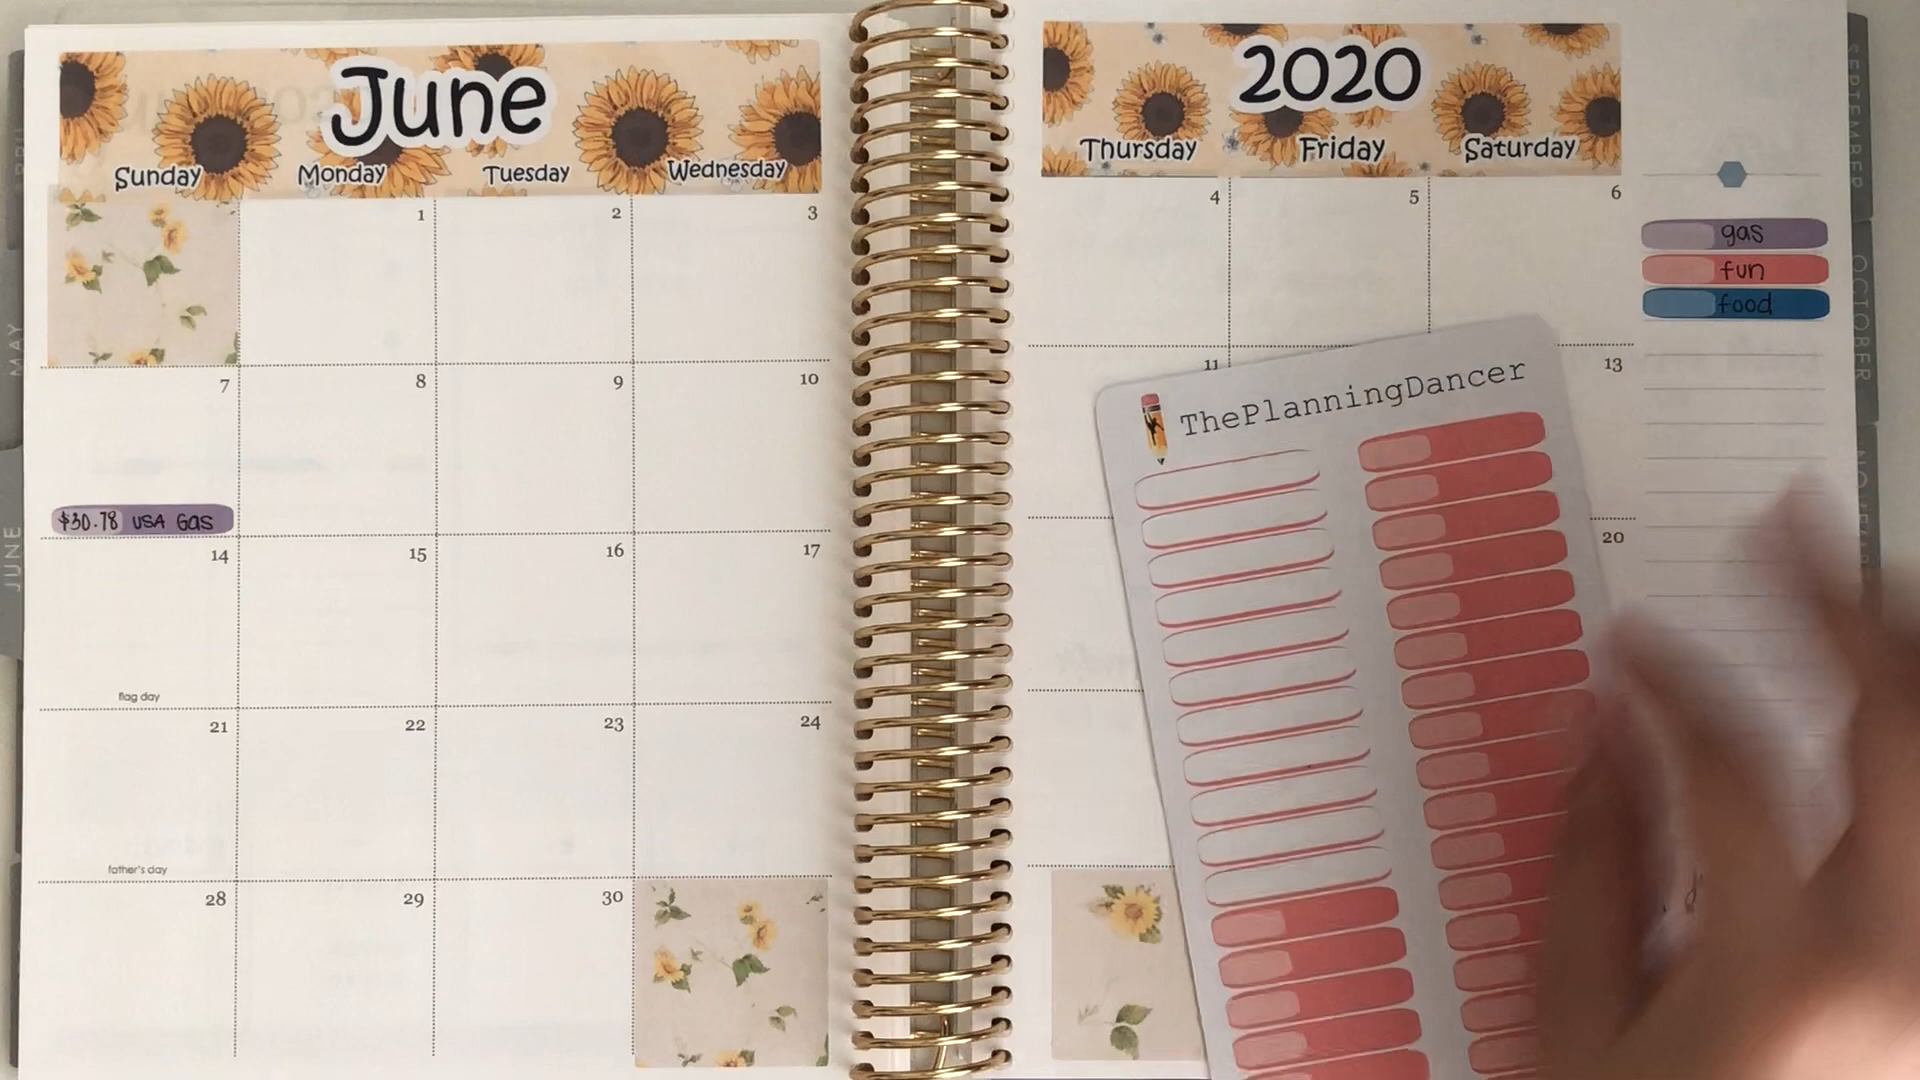 June
Sunday Monday Tuesday Wednesday
1 2 3
7 8 9 10
$30.78 USA Gas
14 15 16 17
flag day
21 22 23 24
father's day
28 29 30
2020
Thursday Friday Saturday
4 5 6
11 13
20
gas
fun
food
ThePlanningDancer
MAY
JUNE
SEPTEMBER
OCTOBER